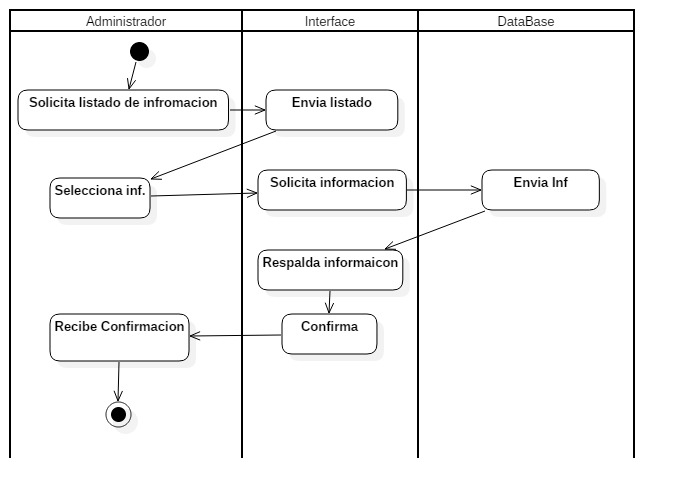 Administrador
Interface
DataBase
Solicita listado de infromacion
Envia listado
Selecciona inf.
Solicita informacion
Envia Inf
Respalda informaicon
Recibe Confirmacion
Confirma